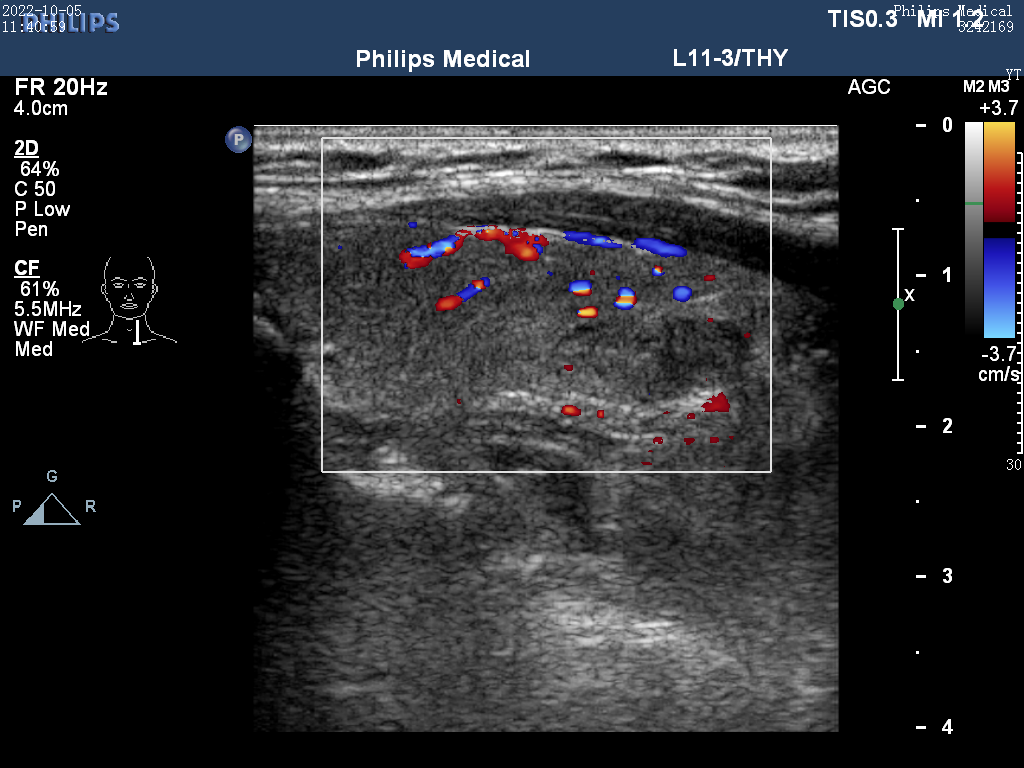 2022-10-05
11:40:59
PHILIPS
TIS0.3 MI 1.2
Philips Medical
3242169
Philips Medical
L11-3/THY
YT
FR 20Hz
4.0cm
2D
64%
C 50
P Low
Pen
CF
61%
5.5MHz
WF Med
Med
AGC
M2 M3
+3.7
-3.7
cm/s
P
0
1
X
2
3
4
30
G
P R